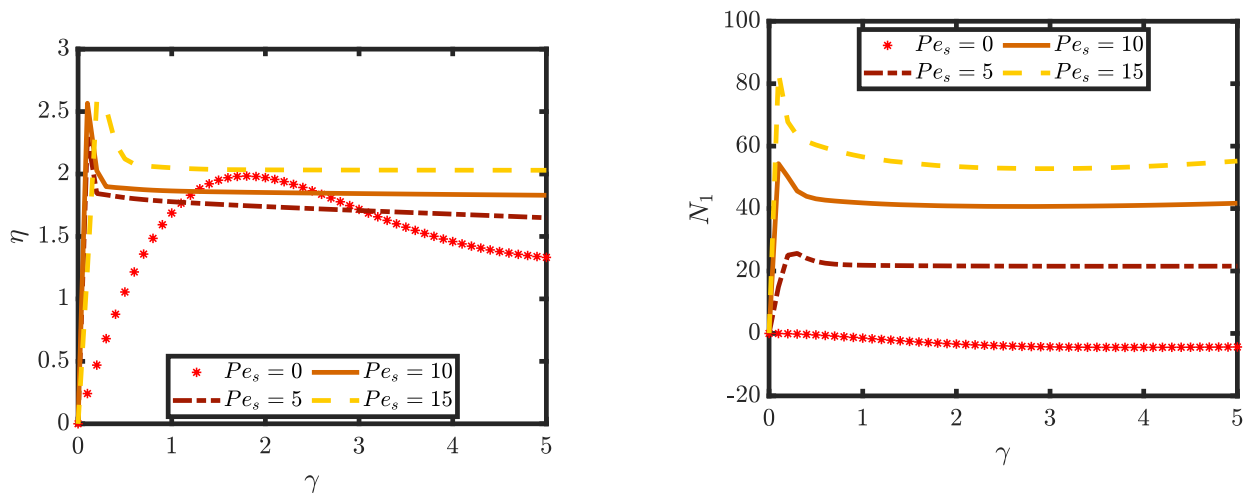 3
2.5
2
1.5
1
0.5
0
η
Pe_s = 0 Pe_s = 10
Pe_s = 5 Pe_s = 15
0 1 2 3 4 5
γ
100
80
60
40
20
0
-20
N_1
Pe_s = 0 Pe_s = 10
Pe_s = 5 Pe_s = 15
0 1 2 3 4 5
γ